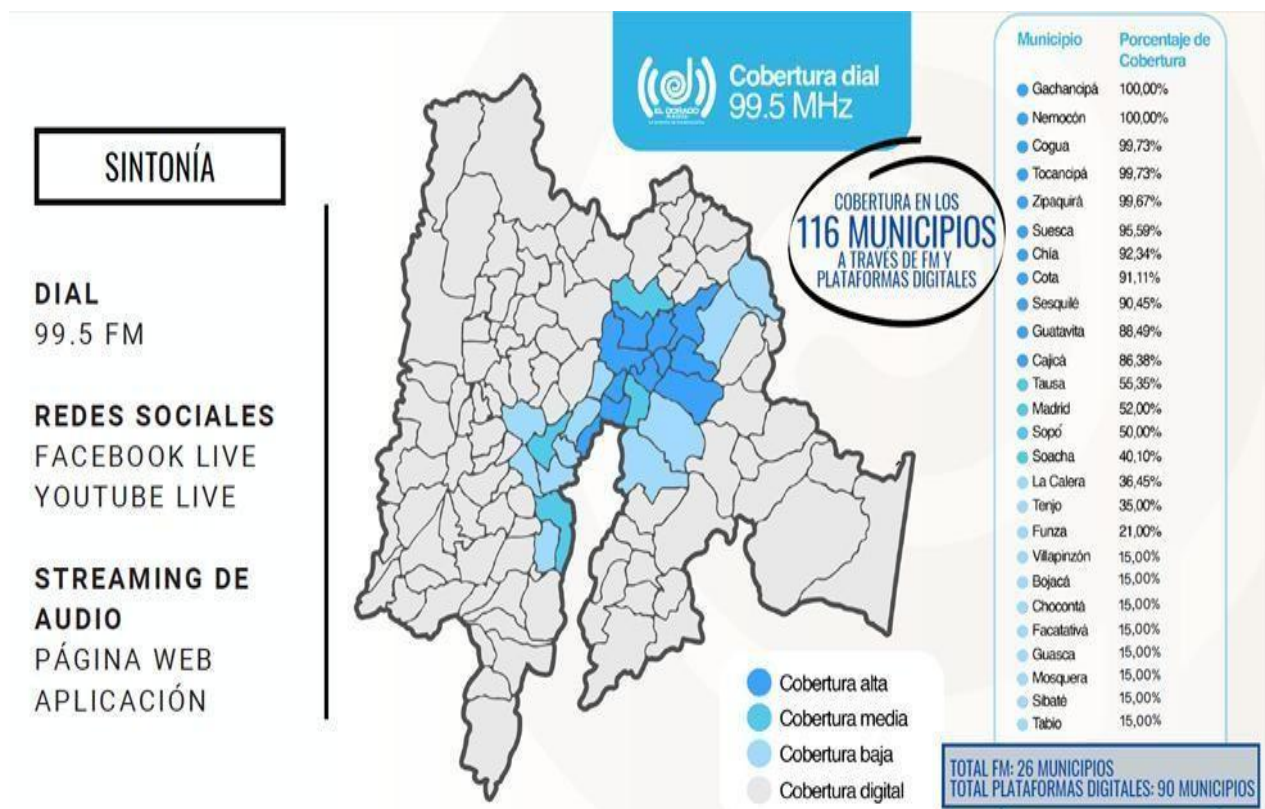 SINTONÍA
DIAL
99.5 FM
REDES SOCIALES
FACEBOOK LIVE
YOUTUBE LIVE
STREAMING DE
AUDIO
PÁGINA WEB
APLICACIÓN
EL DORADO
RADIO
Cobertura dial
99.5 MHz
COBERTURA EN LOS
116 MUNICIPIOS
A TRAVÉS DE FM Y
PLATAFORMAS DIGITALES
Cobertura alta
Cobertura media
Cobertura baja
Cobertura digital
Municipio Porcentaje de
Cobertura
Gachancipá 100,00%
Nemocón 100,00%
Cogua 99,73%
Tocancipá 99,73%
Zipaquirá 99,67%
Suesca 95,59%
Chía 92,34%
Cota 91,11%
Sesquilé 90,45%
Guatavita 88,49%
Cajicá 86,38%
Tausa 55,35%
Madrid 52,00%
Sopó 50,00%
Soacha 40,10%
La Calera 36,45%
Tenjo 35,00%
Funza 21,00%
Villapinzón 15,00%
Bojacá 15,00%
Chocontá 15,00%
Facatativá 15,00%
Guasca 15,00%
Mosquera 15,00%
Sibaté 15,00%
Tabio 15,00%
TOTAL FM: 26 MUNICIPIOS
TOTAL PLATAFORMAS DIGITALES: 90 MUNICIPIOS